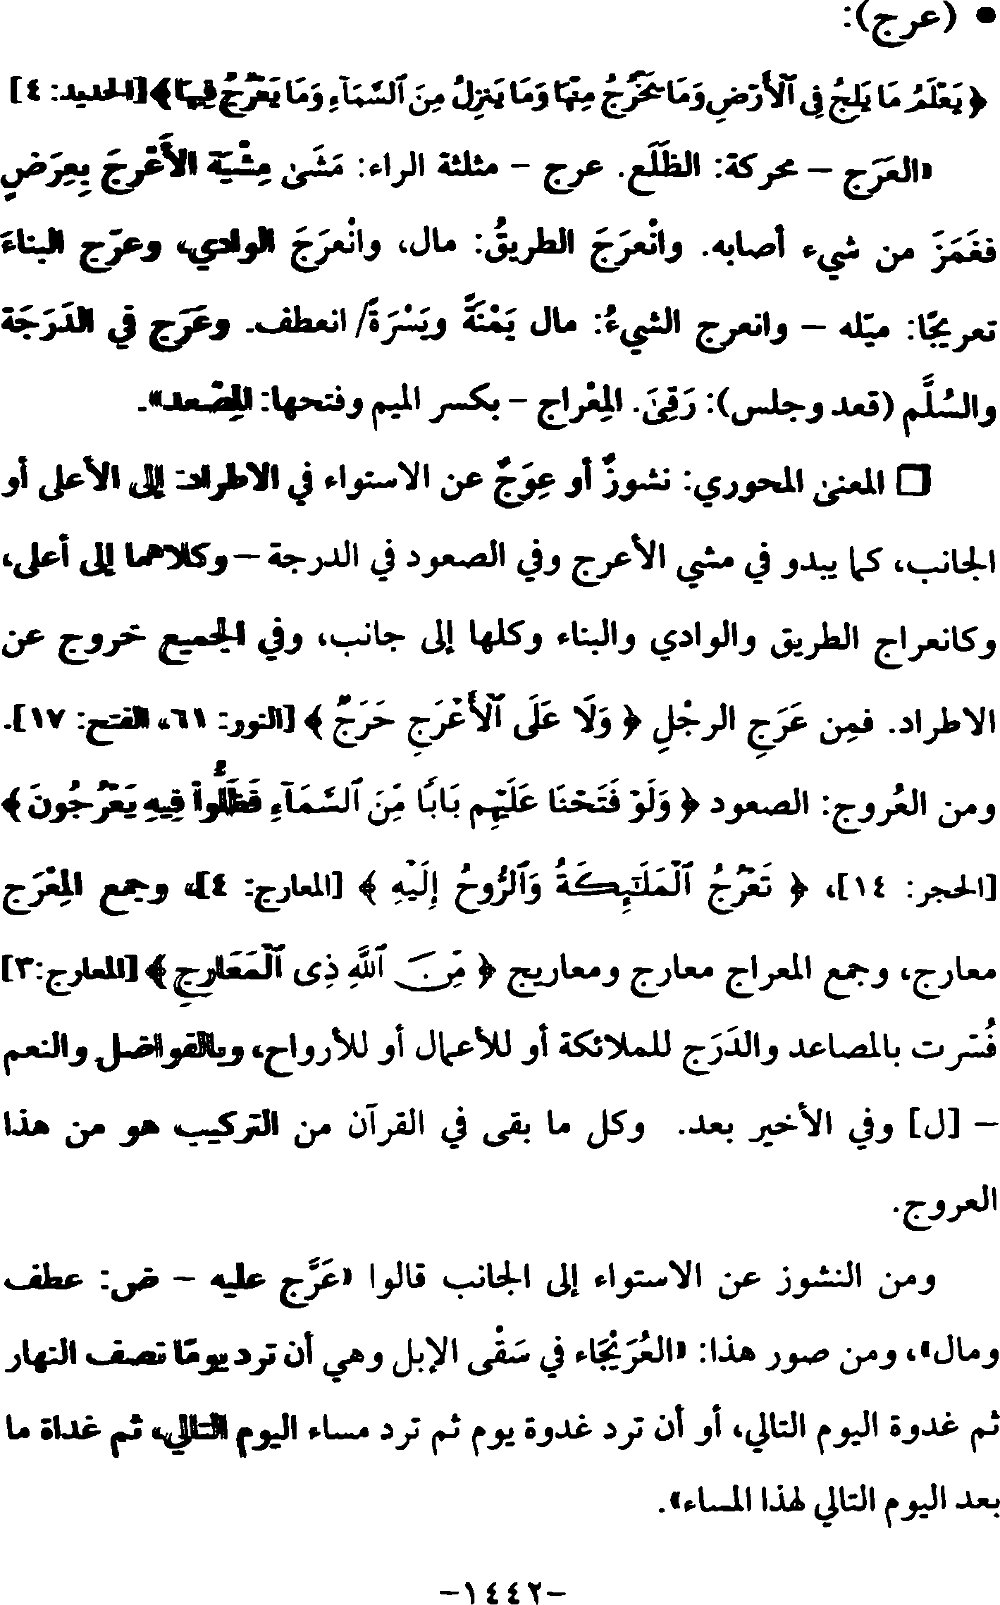 • (عرج):
﴿ يَعْلَمُ مَا يَلِجُ فِي ٱلْأَرْضِ وَمَا يَخْرُجُ مِنْهَا وَمَا يَنزِلُ مِنَ ٱلسَّمَآءِ وَمَا يَعْرُجُ فِيهَا ﴾ [الحديد: ٤]
«العَرَج – محركة: الظَلَع. عرج – مثلثة الراء: مَشَىٰ مِشْيَة الأَعْرجَ بِعِرَضٍ
فغَمَزَ من شيء أصابه. وانْعرَجَ الطريقُ: مال، وانْعرَجَ الوادي، وعرّج البناءَ
تعريجًا: ميّله – وانعرج الشيءُ: مال يَمْنَةً ويَسْرَةً/ انعطف. وعَرَج في الدَرَجَة
والسُلَّم (قعد وجلس): رَقِىَ. المِعْراج – بكسر الميم وفتحها: المِصْعد».
□ المعنى المحوري: نشوزٌ أو عِوَجٌ عن الاستواء في الاطراد: إلى الأعلى أو
الجانب، كما يبدو في مشي الأعرج وفي الصعود في الدرجة – وكلاهما إلى أعلى،
وكانعراج الطريق والوادي والبناء وكلها إلى جانب، وفي الجميع خروج عن
الاطراد. فمِن عَرَجِ الرجْلِ ﴿ وَلَا عَلَى ٱلْأَعْرَجِ حَرَجٌ ﴾ [النور: ٦١، الفتح: ١٧].
ومن العُروج: الصعود ﴿ وَلَوْ فَتَحْنَا عَلَيْهِم بَابًا مِّنَ ٱلسَّمَآءِ فَظَلُّوا۟ فِيهِ يَعْرُجُونَ ﴾
[الحجر: ١٤]، ﴿ تَعْرُجُ ٱلْمَلَـٰٓئِكَةُ وَٱلرُّوحُ إِلَيْهِ ﴾ [المعارج: ٤]، وجمع المِعْرَج
معارج، وجمع المعراج معارج ومعاريج ﴿ مِّنَ ٱللَّهِ ذِى ٱلْمَعَارِجِ ﴾ [المعارج:٣]
فُسّرت بالمصاعد والدَرَج للملائكة أو للأعمال أو للأرواح، وبالفواضل والنعم
– [ل] وفي الأخير بعد. وكل ما بقى في القرآن من التركيب هو من هذا
العروج.
ومن النشوز عن الاستواء إلى الجانب قالوا «عَرَّج عليه – ض: عطف
ومال»، ومن صور هذا: «العُرَيْجَاء في سَقْى الإبل وهي أن ترد يومًا نصف النهار
ثم غدوة اليوم التالي، أو أن ترد غدوة يوم ثم ترد مساء اليوم التالي، ثم غداة ما
بعد اليوم التالي لهذا المساء».
–١٤٤٢–